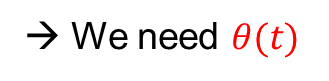 → We need θ(t)